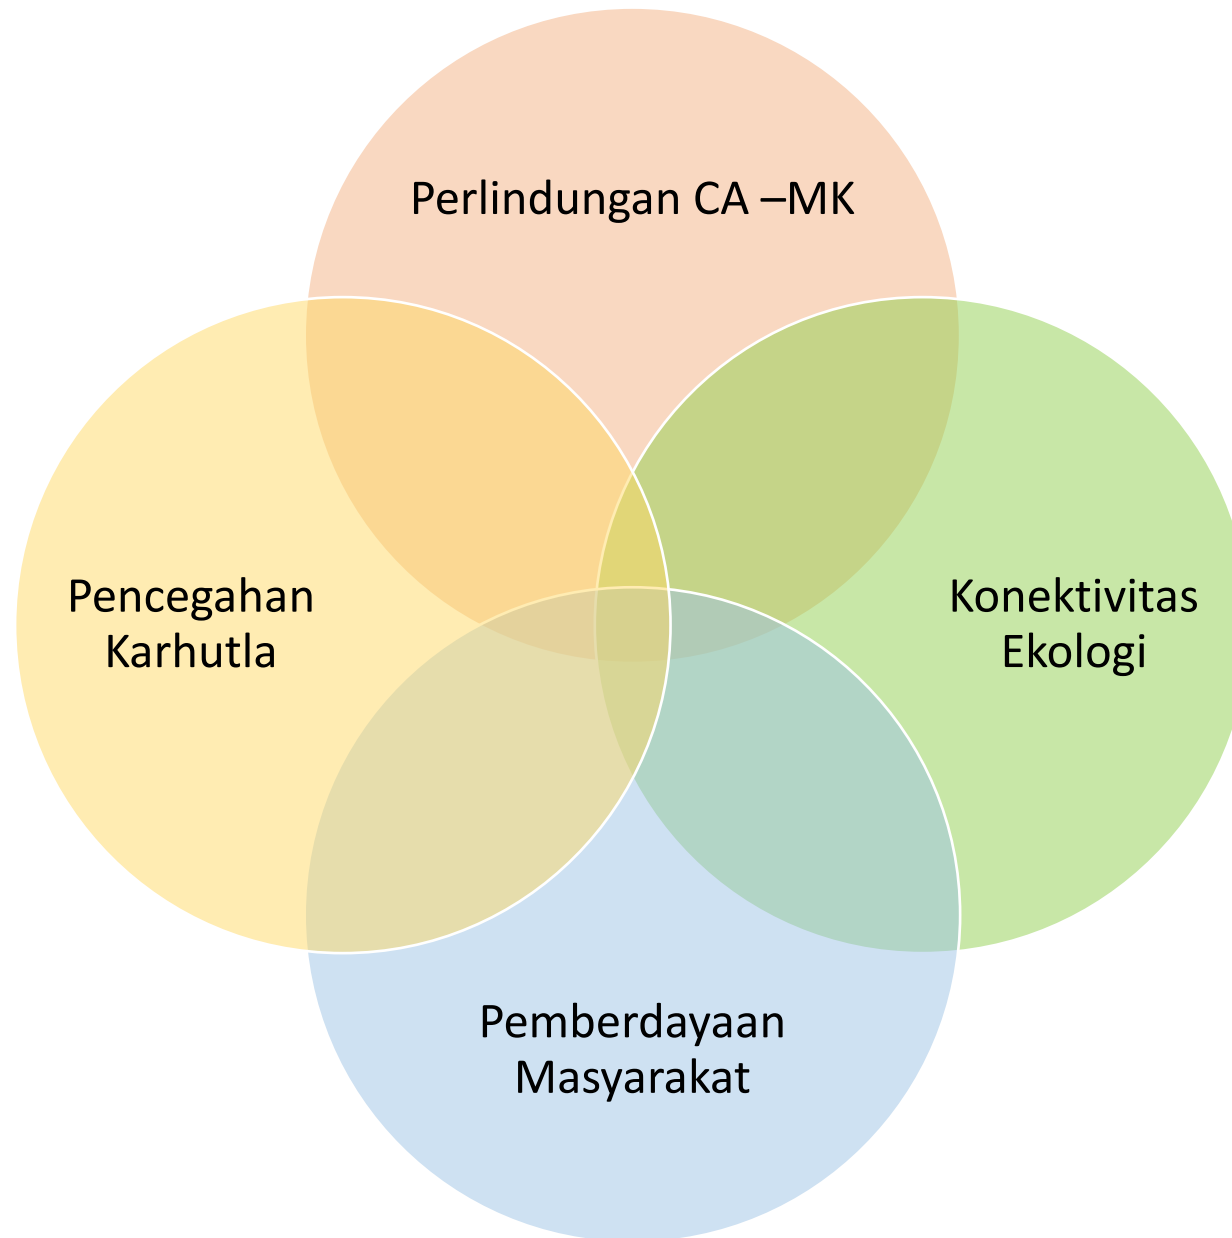 Perlindungan CA –MK
Pencegahan
Karhutla
Konektivitas
Ekologi
Pemberdayaan
Masyarakat